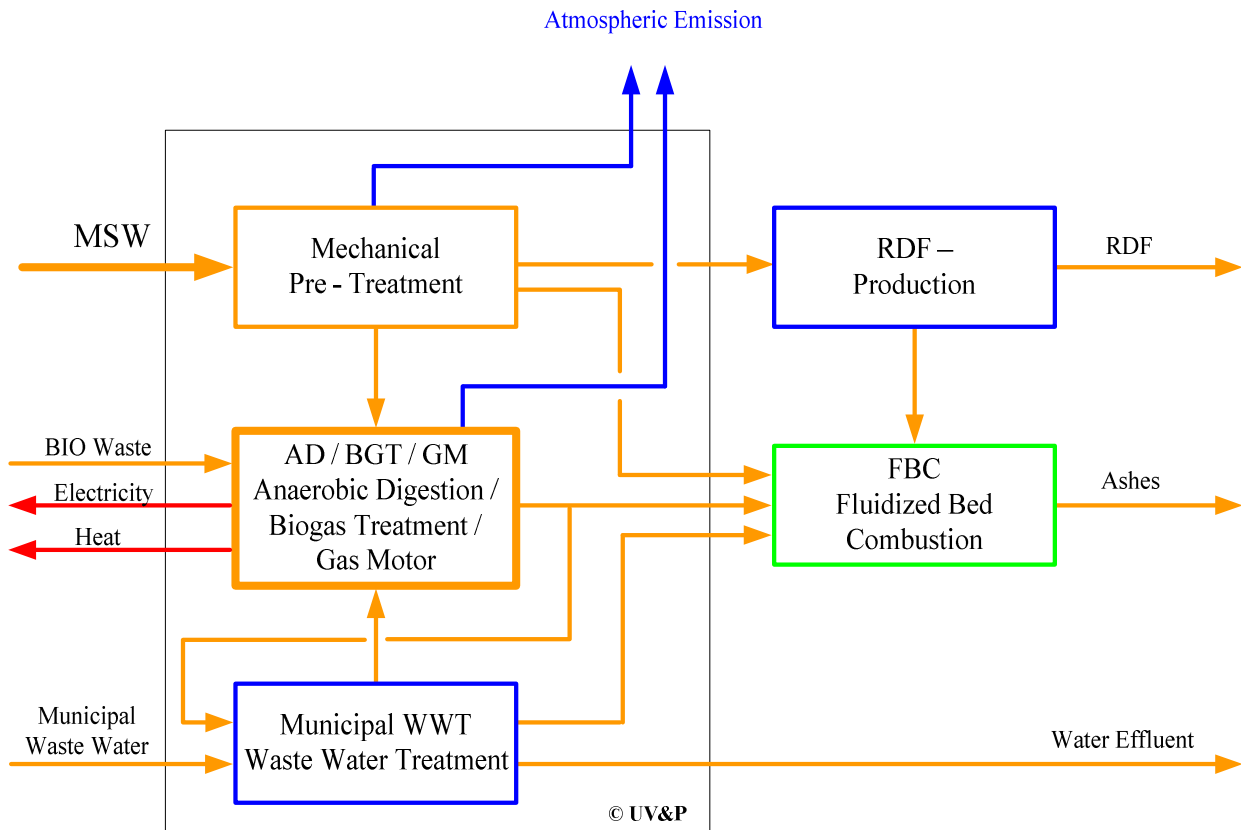 Atmospheric Emission
MSW
Mechanical
Pre - Treatment
RDF –
Production
RDF
BIO Waste
Electricity
Heat
AD / BGT / GM
Anaerobic Digestion /
Biogas Treatment /
Gas Motor
FBC
Fluidized Bed
Combustion
Ashes
Municipal
Waste Water
Municipal WWT
Waste Water Treatment
Water Effluent
© UV&P